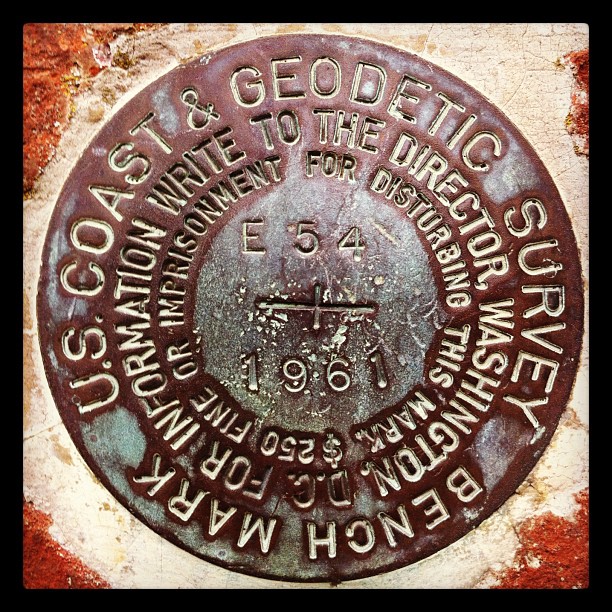 U.S. COAST & GEODETIC SURVEY
BENCH MARK
FOR INFORMATION WRITE TO THE DIRECTOR, WASHINGTON, D.C.
$250 FINE OR IMPRISONMENT FOR DISTURBING THIS MARK.
E 54
1961